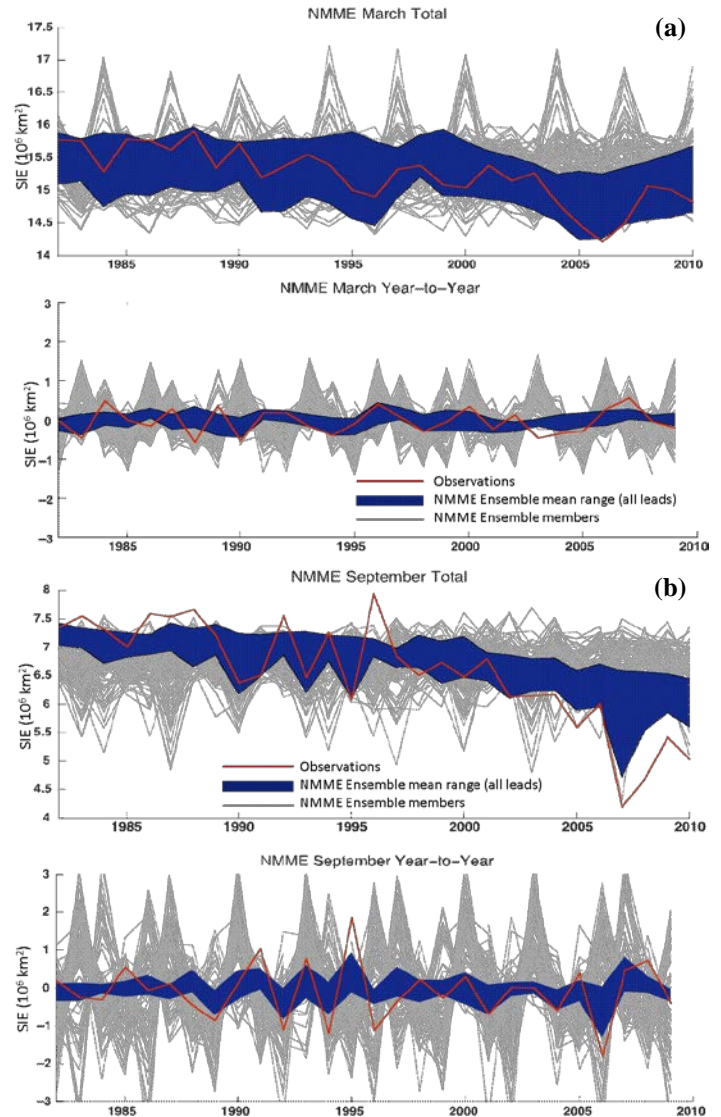 NMME March Total
(a)
17.5
17
16.5
16
15.5
15
14.5
14
SIE (10⁶ km²)
1985 1990 1995 2000 2005 2010
NMME March Year-to-Year
3
2
1
0
-1
-2
-3
SIE (10⁶ km²)
Observations
NMME Ensemble mean range (all leads)
NMME Ensemble members
1985 1990 1995 2000 2005 2010
NMME September Total
(b)
8
7.5
7
6.5
6
5.5
5
4.5
4
SIE (10⁶ km²)
Observations
NMME Ensemble mean range (all leads)
NMME Ensemble members
1985 1990 1995 2000 2005 2010
NMME September Year-to-Year
3
2
1
0
-1
-2
-3
SIE (10⁶ km²)
1985 1990 1995 2000 2005 2010